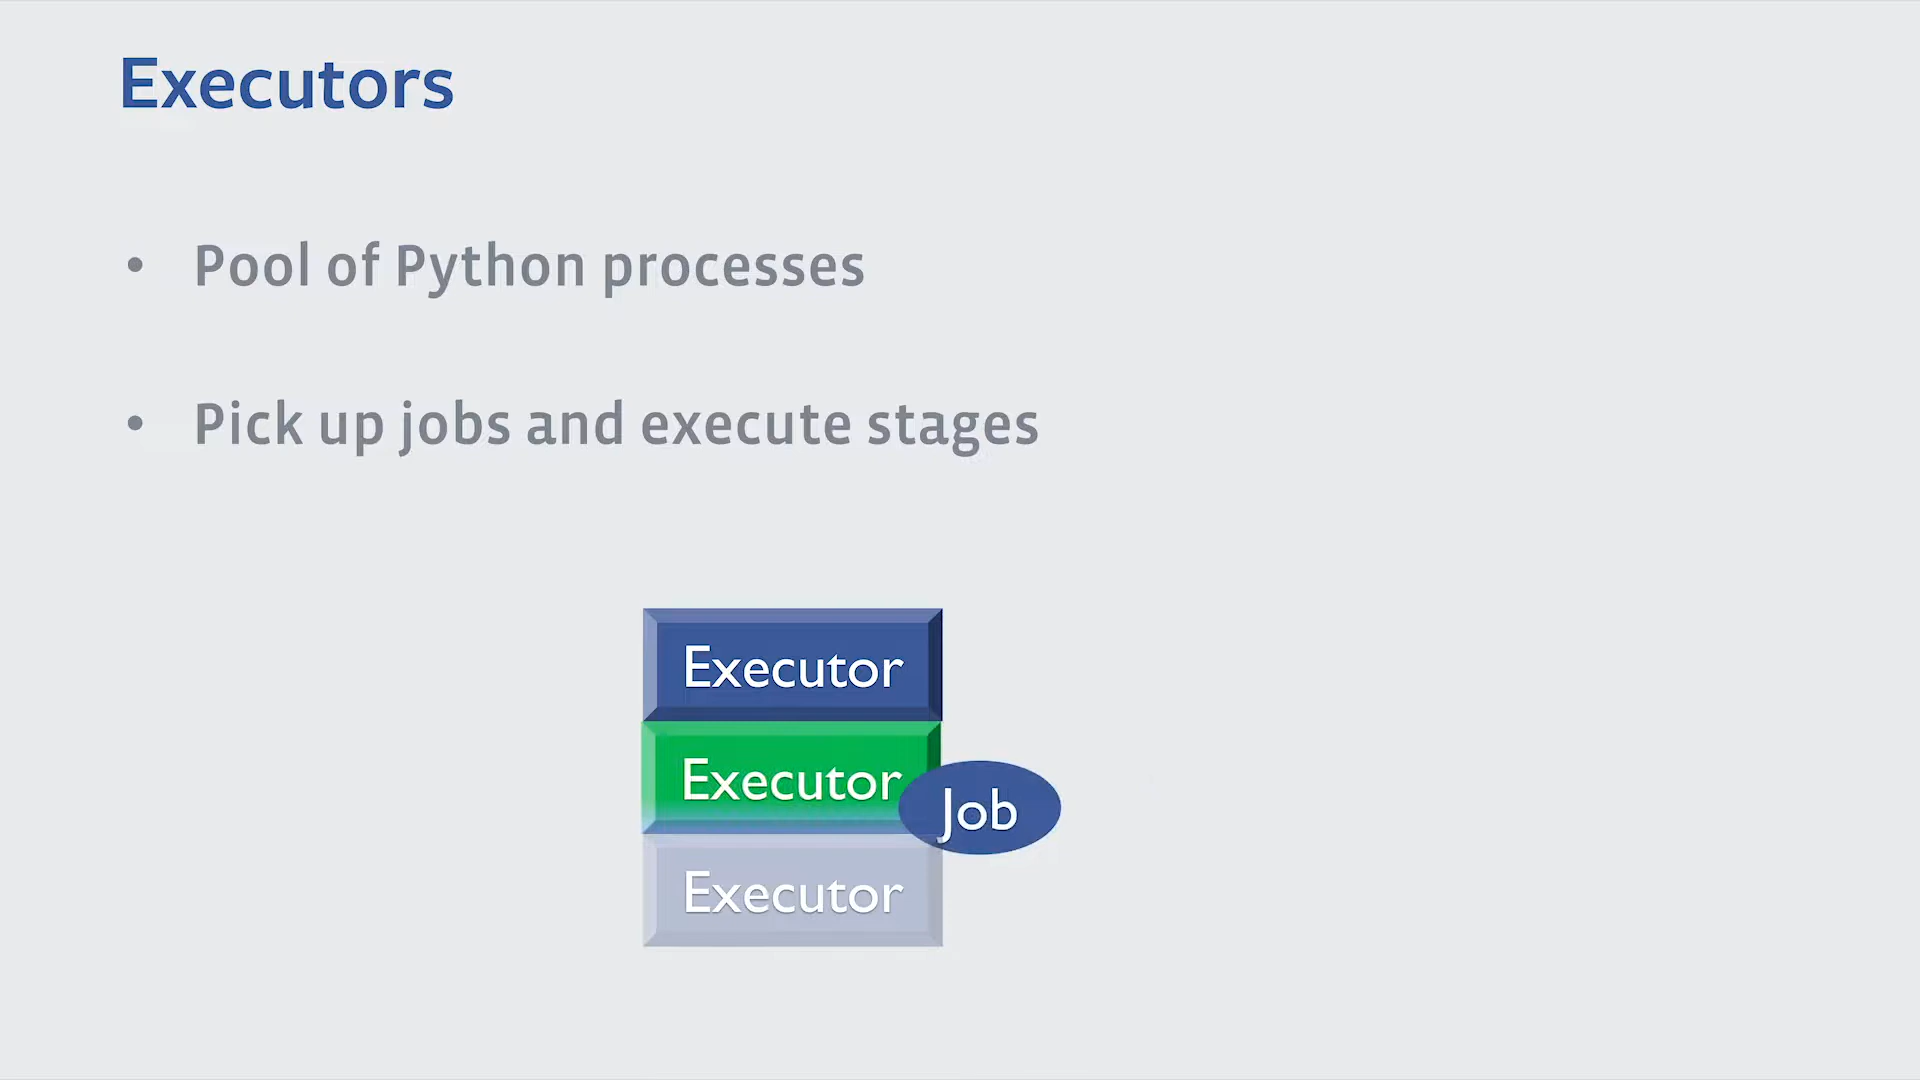 Executors
• Pool of Python processes
• Pick up jobs and execute stages
Executor
Executor
Job
Executor